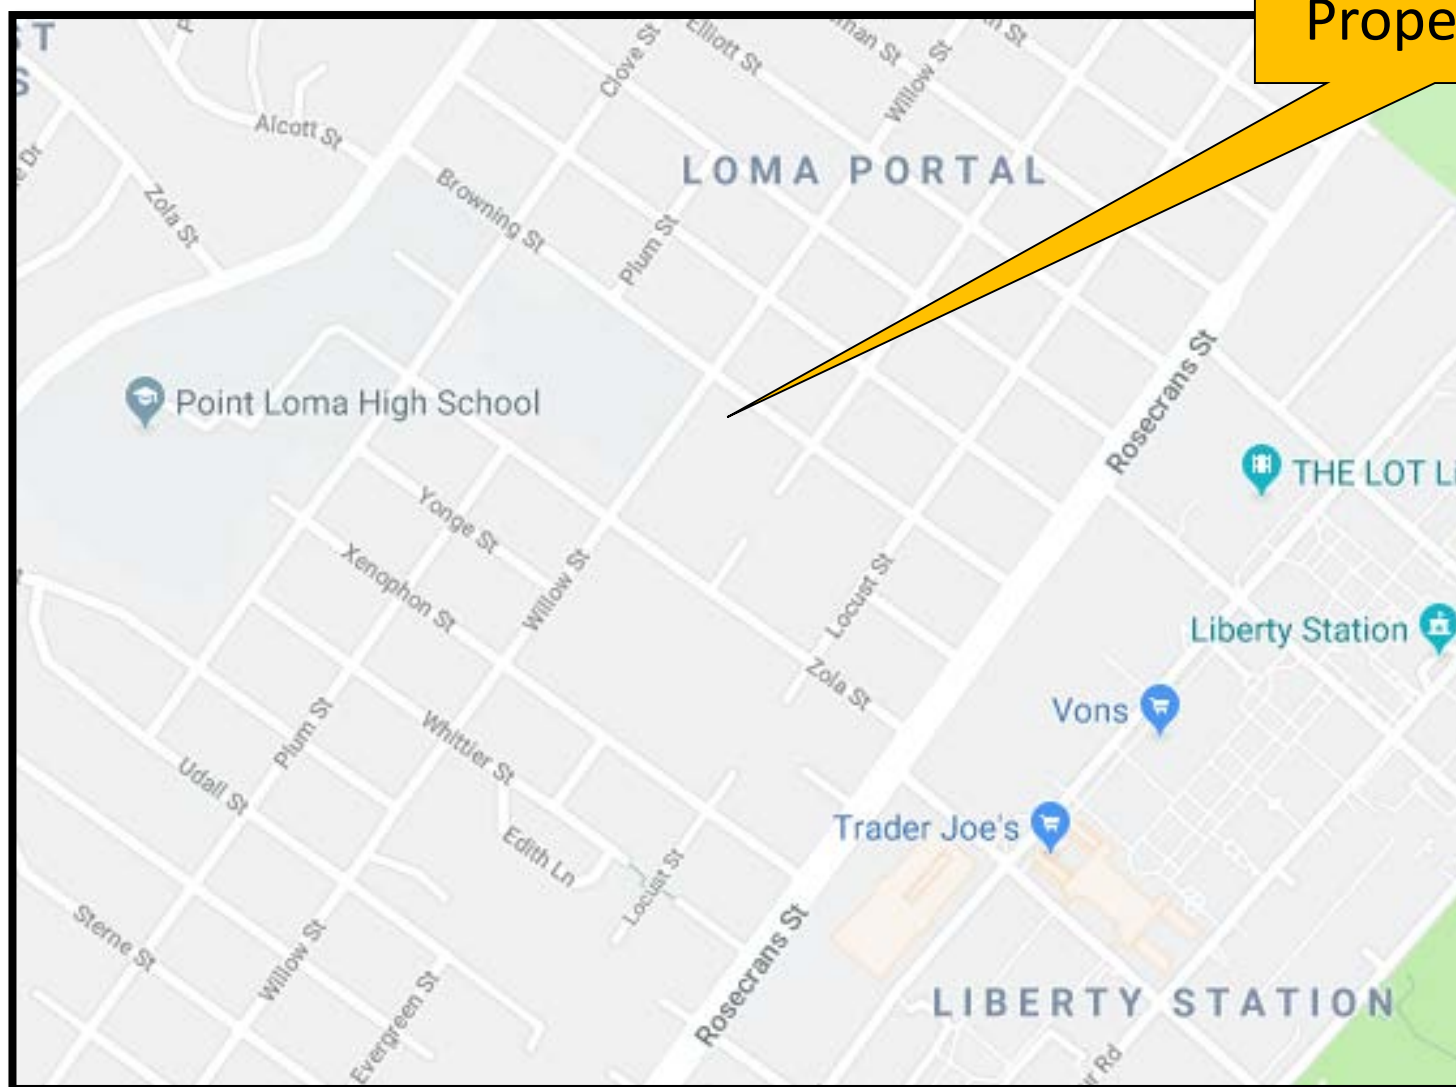 Prope
S T
S
Alcott St
Zola St
Clove St
Elliott St
Willow St
LOMA PORTAL
Browning St
Plum St
Point Loma High School
Rosecrans St
THE LOT LI
Yonge St
Xenophon St
Willow St
Locust St
Liberty Station
Zola St
Vons
Plum St
Whittier St
Udall St
Trader Joe's
Edith Ln
Locust St
Sterne St
Willow St
Rosecrans St
Evergreen St
LIBERTY STATION